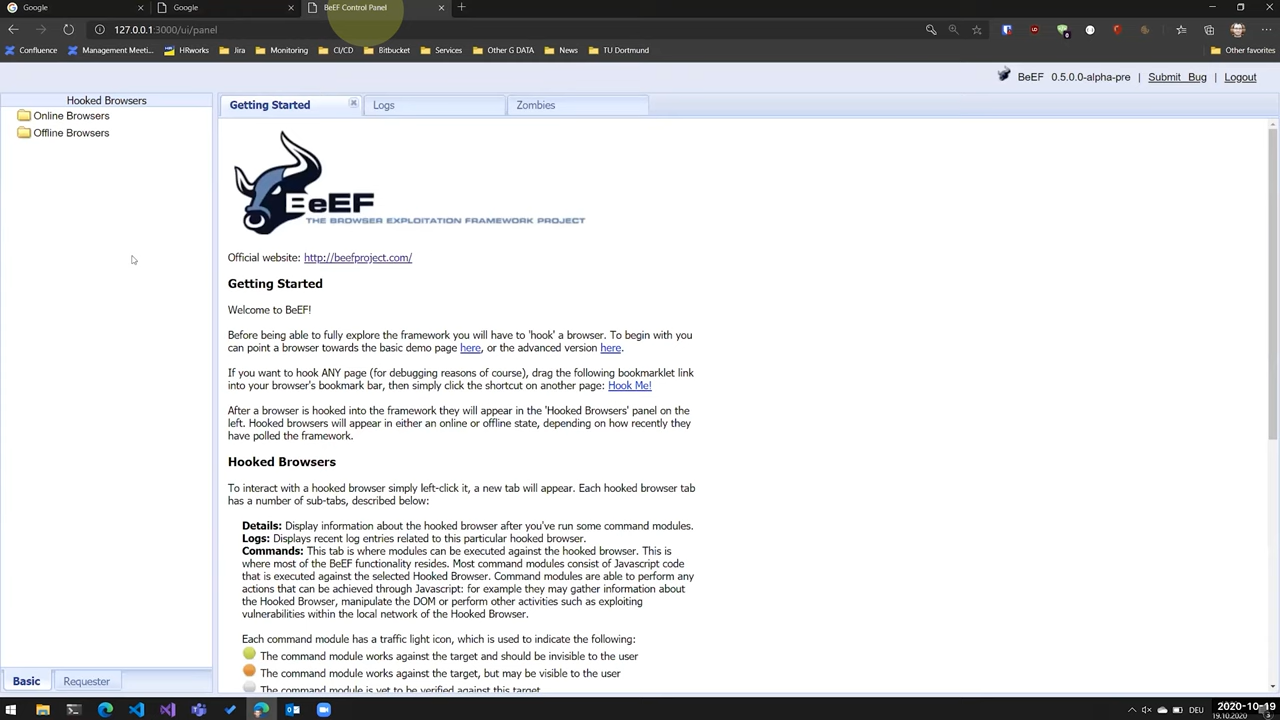 Google
Google
BeEF Control Panel
127.0.0.1:3000/ui/panel
Confluence
Management Meeti...
HRworks
Jira
Monitoring
CI/CD
Bitbucket
Services
Other G DATA
News
TU Dortmund
Other favorites
BeEF 0.5.0.0-alpha-pre | Submit Bug | Logout
Hooked Browsers
Online Browsers
Offline Browsers
Getting Started
Logs
Zombies
BeEF
THE BROWSER EXPLOITATION FRAMEWORK PROJECT
Official website: http://beefproject.com/
Getting Started
Welcome to BeEF!
Before being able to fully explore the framework you will have to 'hook' a browser. To begin with you
can point a browser towards the basic demo page here, or the advanced version here.
If you want to hook ANY page (for debugging reasons of course), drag the following bookmarklet link
into your browser's bookmark bar, then simply click the shortcut on another page: Hook Me!
After a browser is hooked into the framework they will appear in the 'Hooked Browsers' panel on the
left. Hooked browsers will appear in either an online or offline state, depending on how recently they
have polled the framework.
Hooked Browsers
To interact with a hooked browser simply left-click it, a new tab will appear. Each hooked browser tab
has a number of sub-tabs, described below:
Details: Display information about the hooked browser after you've run some command modules.
Logs: Displays recent log entries related to this particular hooked browser.
Commands: This tab is where modules can be executed against the hooked browser. This is
where most of the BeEF functionality resides. Most command modules consist of Javascript code
that is executed against the selected Hooked Browser. Command modules are able to perform any
actions that can be achieved through Javascript: for example they may gather information about
the Hooked Browser, manipulate the DOM or perform other activities such as exploiting
vulnerabilities within the local network of the Hooked Browser.
Each command module has a traffic light icon, which is used to indicate the following:
The command module works against the target and should be invisible to the user
The command module works against the target, but may be visible to the user
The command module is yet to be verified against this target
Basic
Requester
DEU
2020-10-19
19.10.2020